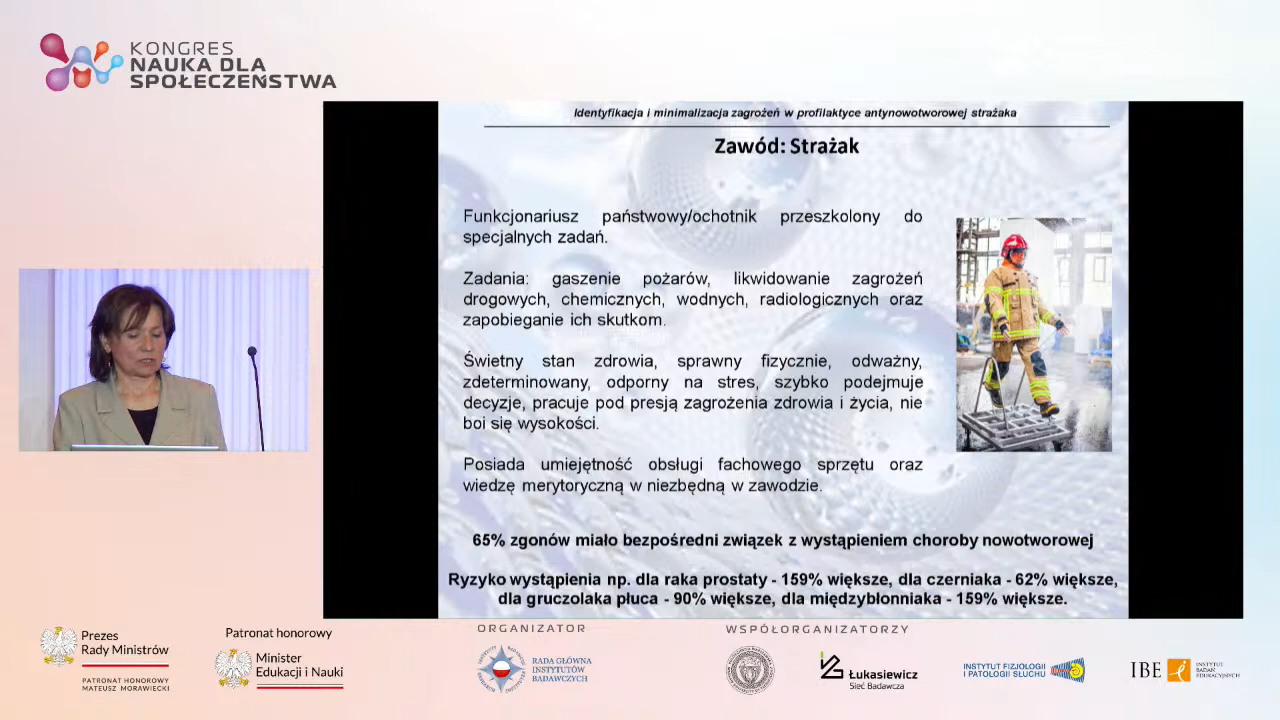 KONGRES
NAUKA DLA
SPOŁECZEŃSTWA
Identyfikacja i minimalizacja zagrożeń w profilaktyce antynowotworowej strażaka
Zawód: Strażak
Funkcjonariusz państwowy/ochotnik przeszkolony do
specjalnych zadań.
Zadania: gaszenie pożarów, likwidowanie zagrożeń
drogowych, chemicznych, wodnych, radiologicznych oraz
zapobieganie ich skutkom.
Świetny stan zdrowia, sprawny fizycznie, odważny,
zdeterminowany, odporny na stres, szybko podejmuje
decyzje, pracuje pod presją zagrożenia zdrowia i życia, nie
boi się wysokości.
Posiada umiejętność obsługi fachowego sprzętu oraz
wiedzę merytoryczną w niezbędną w zawodzie.
65% zgonów miało bezpośredni związek z wystąpieniem choroby nowotworowej
Ryzyko wystąpienia np. dla raka prostaty - 159% większe, dla czerniaka - 62% większe,
dla gruczolaka płuca - 90% większe, dla międzybłonniaka - 159% większe.
Prezes
Rady Ministrów
PATRONAT HONOROWY
MATEUSZ MORAWIECKI
Patronat honorowy
Minister
Edukacji i Nauki
ORGANIZATOR
RADA GŁÓWNA
INSTYTUTÓW
BADAWCZYCH
WSPÓŁORGANIZATORZY
Łukasiewicz
Sieć Badawcza
INSTYTUT FIZJOLOGII
I PATOLOGII SŁUCHU
IBE
INSTYTUT
BADAŃ
EDUKACYJNYCH